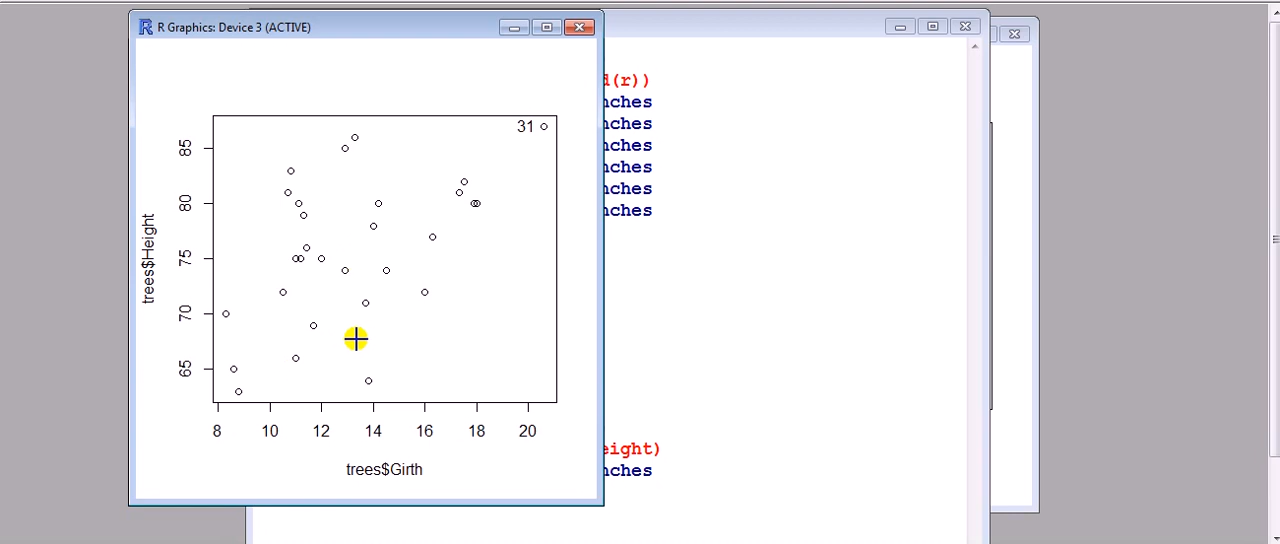 R Graphics: Device 3 (ACTIVE)
d(r))
nches
nches
nches
nches
nches
nches
eight)
nches
31
85
80
75
70
65
trees$Height
8 10 12 14 16 18 20
trees$Girth